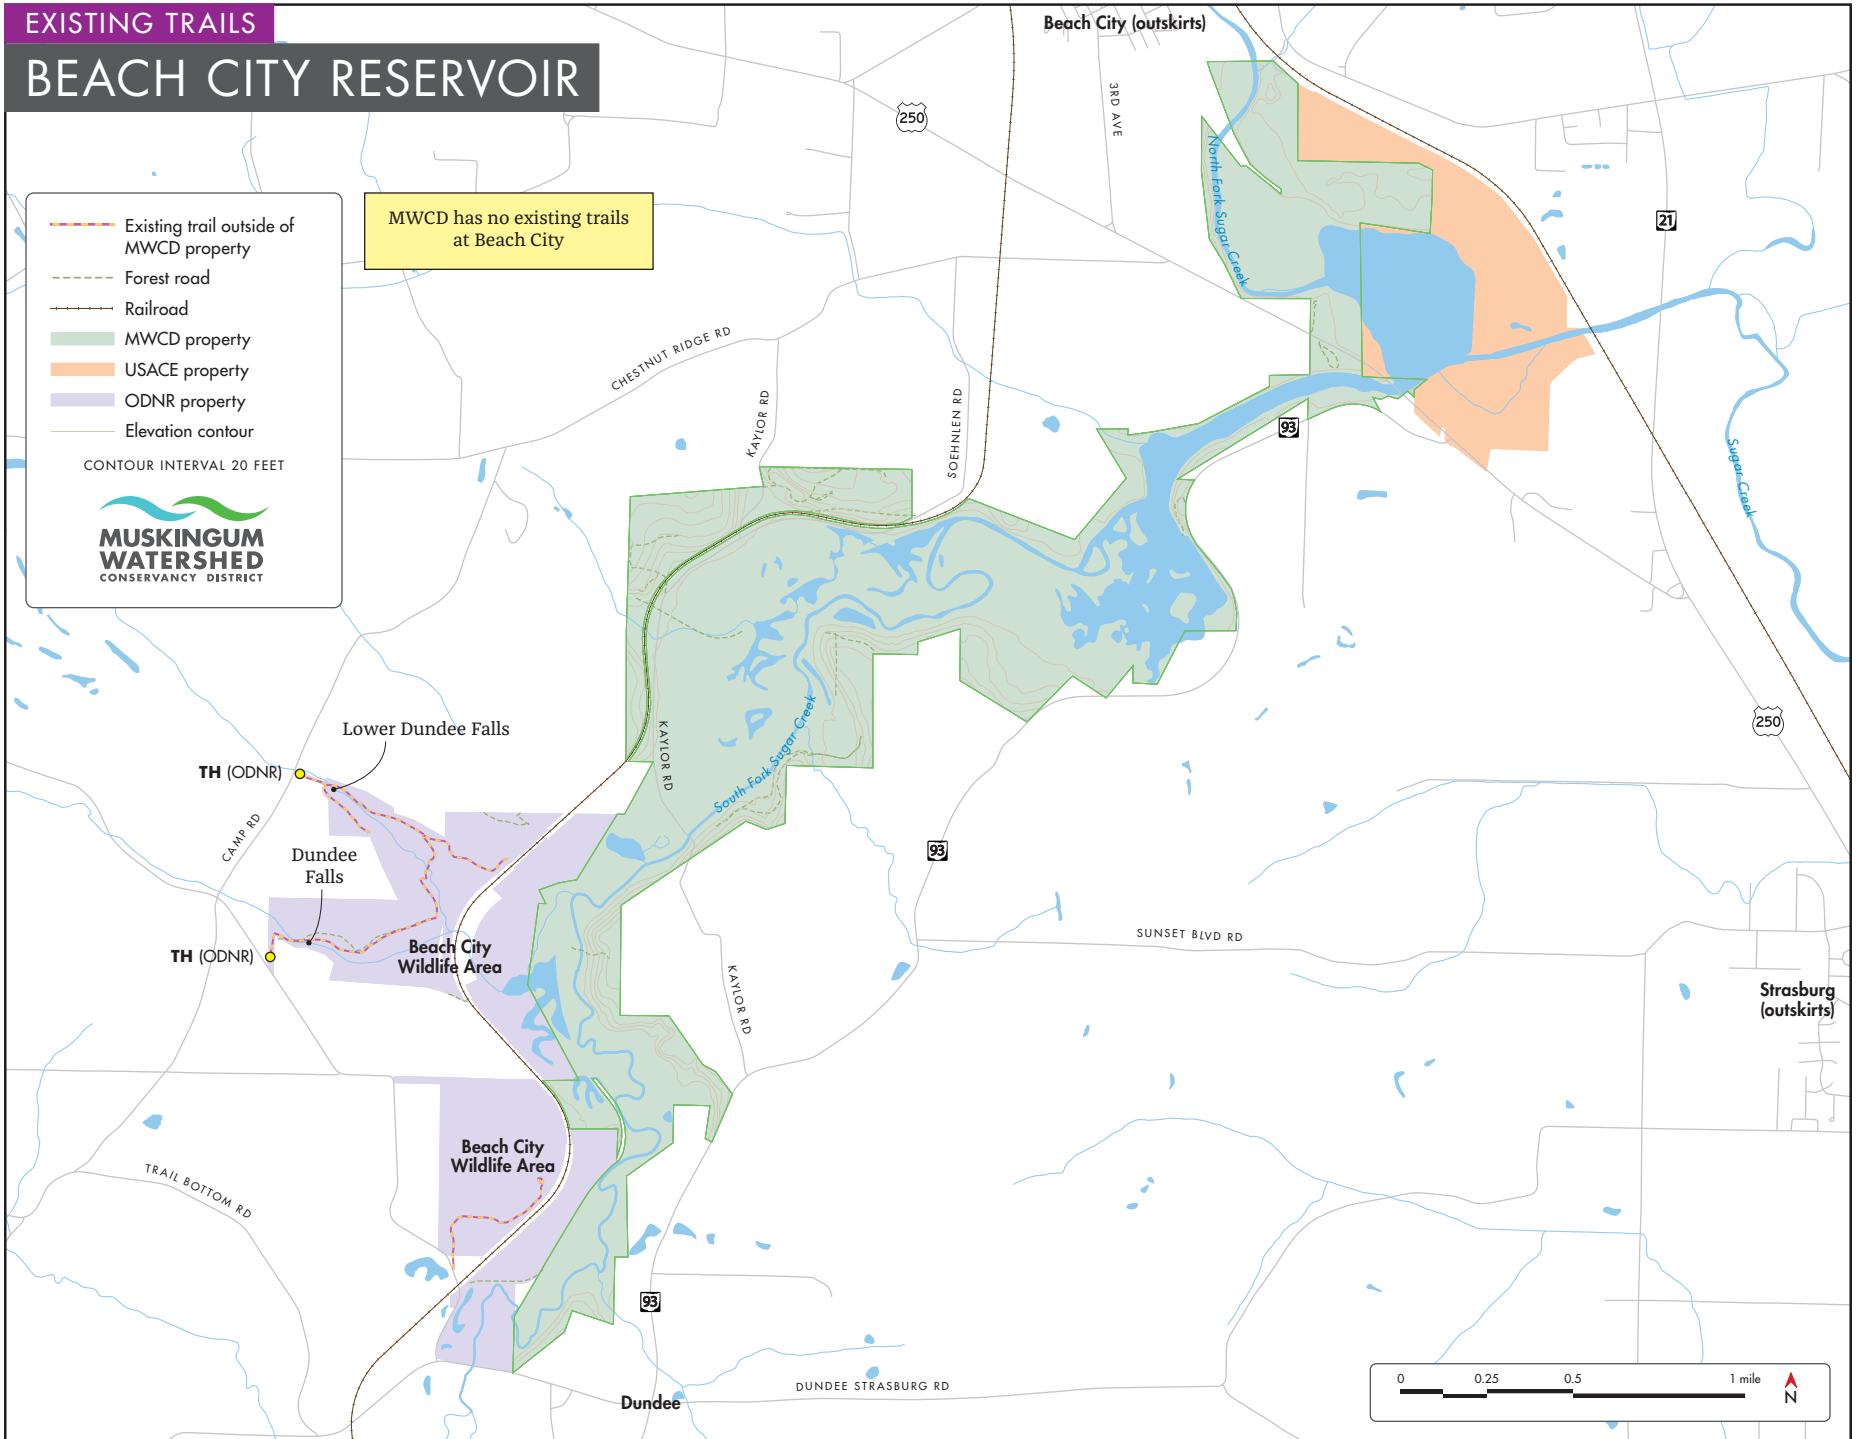 EXISTING TRAILS
BEACH CITY RESERVOIR
Beach City (outskirts)
250
3RD AVE
21
North Fork Sugar Creek
Existing trail outside of
MWCD property
Forest road
Railroad
MWCD property
USACE property
ODNR property
Elevation contour
CONTOUR INTERVAL 20 FEET
MUSKINGUM
WATERSHED
CONSERVANCY DISTRICT
MWCD has no existing trails
at Beach City
CHESTNUT RIDGE RD
KAYLOR RD
SOEHNLEN RD
93
Sugar Creek
250
Lower Dundee Falls
TH (ODNR)
KAYLOR RD
South Fork Sugar Creek
CAMP RD
Dundee
Falls
93
TH (ODNR)
Beach City
Wildlife Area
SUNSET BLVD RD
KAYLOR RD
Strasburg
(outskirts)
Beach City
Wildlife Area
TRAIL BOTTOM RD
93
Dundee
DUNDEE STRASBURG RD
0 0.25 0.5 1 mile
N